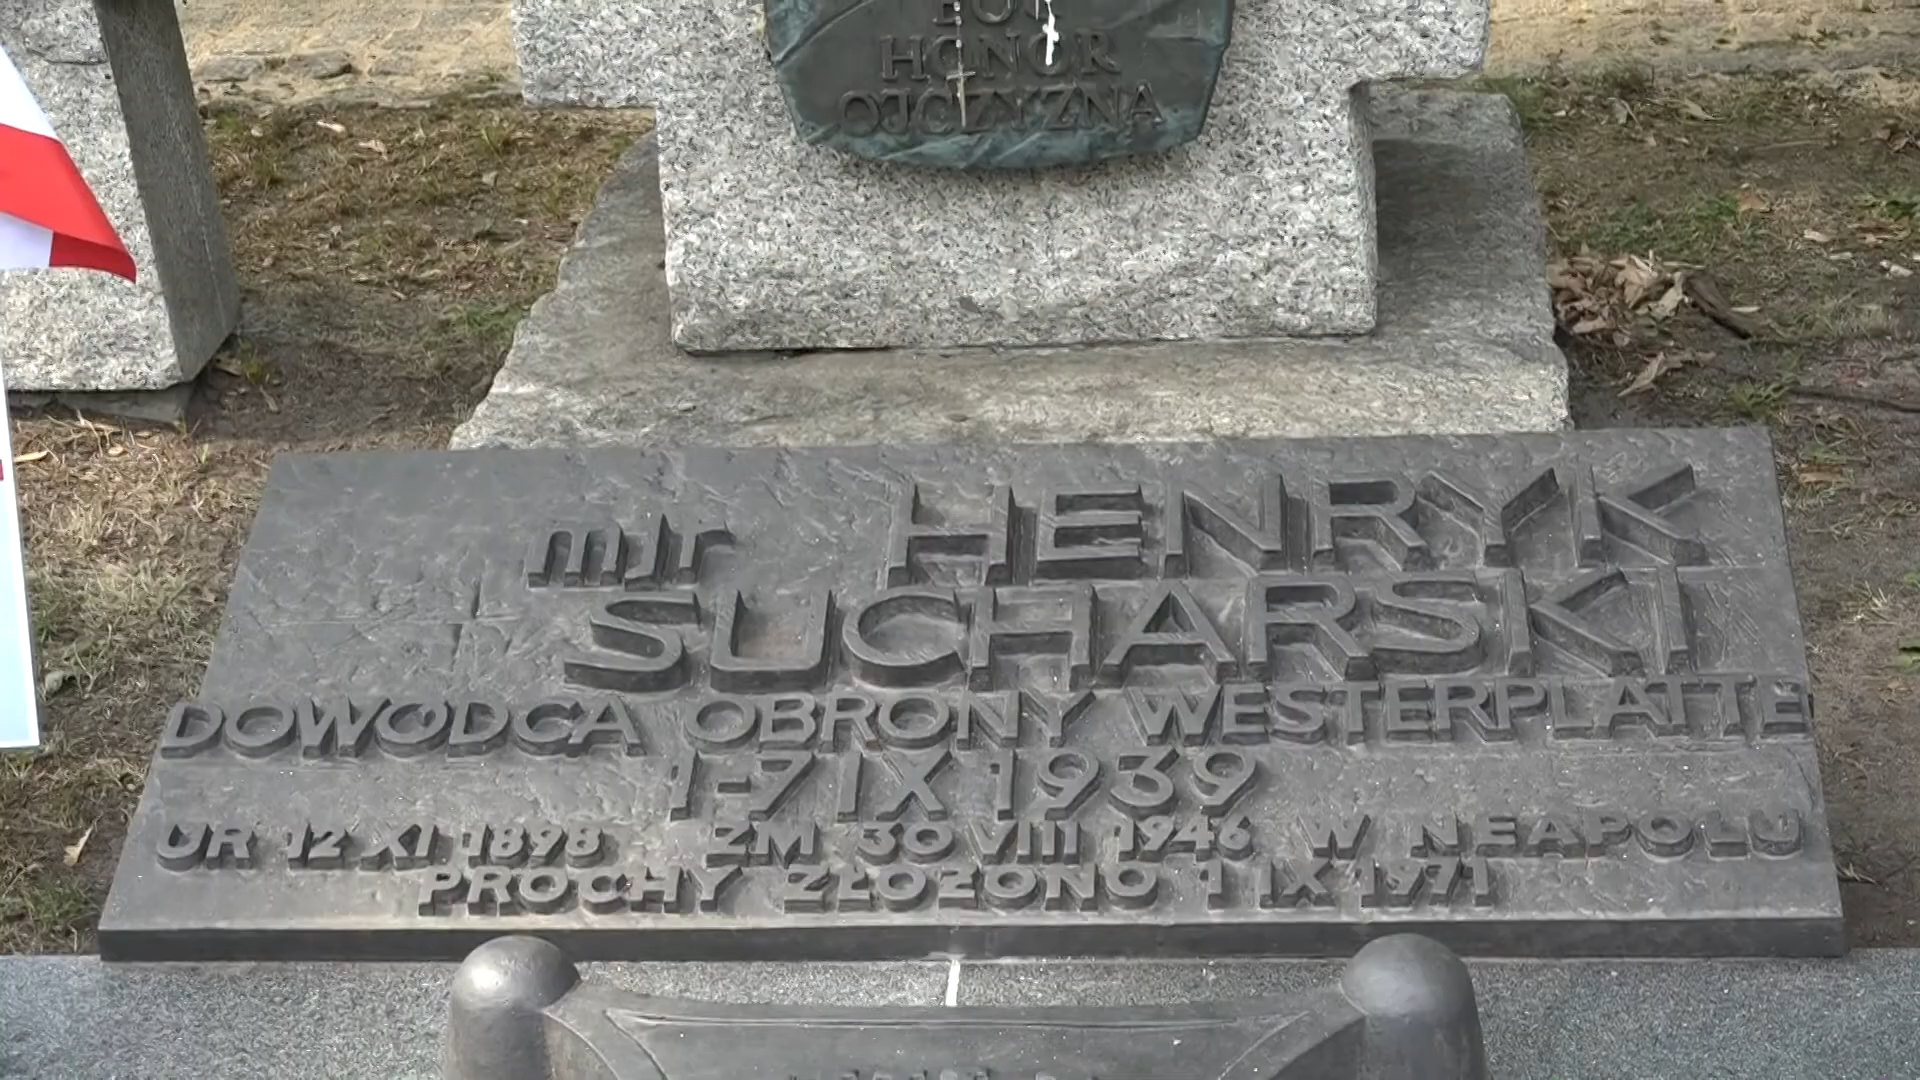 BÓG
HONOR
OJCZYZNA
mjr HENRYK
SUCHARSKI
DOWÓDCA OBRONY WESTERPLATTE
1-7 IX 1939
UR 12 XI 1898 ZM 30 VIII 1946 W NEAPOLU
PROCHY ZŁOŻONO 1 IX 1971